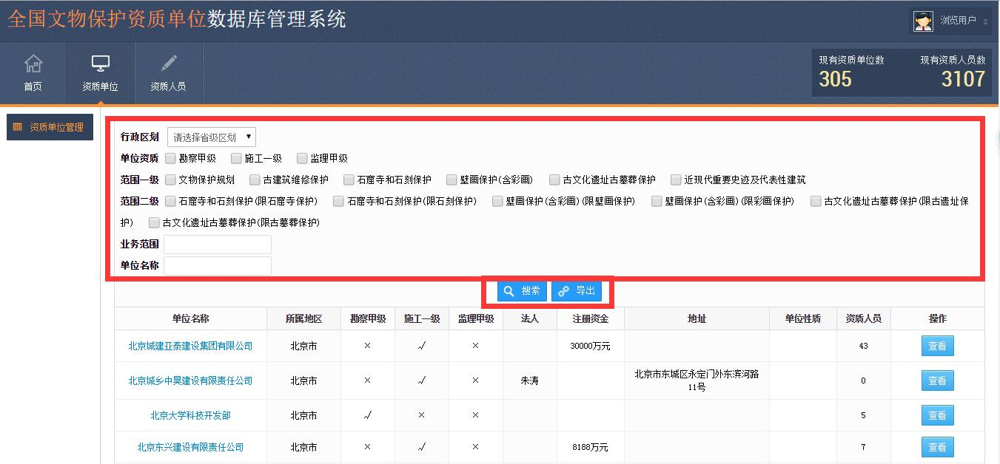 全国文物保护资质单位数据库管理系统
浏览用户
首页
资质单位
资质人员
现有资质单位数
现有资质人员数
305
3107
资质单位管理
行政区划 请选择省级区划
单位资质 勘察甲级 施工一级 监理甲级
范围一级 文物保护规划 古建筑维修保护 石窟寺和石刻保护 壁画保护(含彩画) 古文化遗址古墓葬保护 近现代重要史迹及代表性建筑
范围二级 石窟寺和石刻保护(限石窟寺保护) 石窟寺和石刻保护(限石刻保护) 壁画保护(含彩画)(限壁画保护) 壁画保护(含彩画)(限彩画保护) 古文化遗址古墓葬保护(限古遗址保
护) 古文化遗址古墓葬保护(限古墓葬保护)
业务范围
单位名称
搜索 导出
单位名称 所属地区 勘察甲级 施工一级 监理甲级 法人 注册资金 地址 单位性质 资质人员 操作
北京城建亚泰建设集团有限公司 北京市 × √ × 30000万元 43 查看
北京城乡中昊建设有限责任公司 北京市 × √ × 朱涛 北京市东城区永定门外东滨河路
11号 0 查看
北京大学科技开发部 北京市 √ × × 5 查看
北京东兴建设有限责任公司 北京市 × √ × 8188万元 7 查看